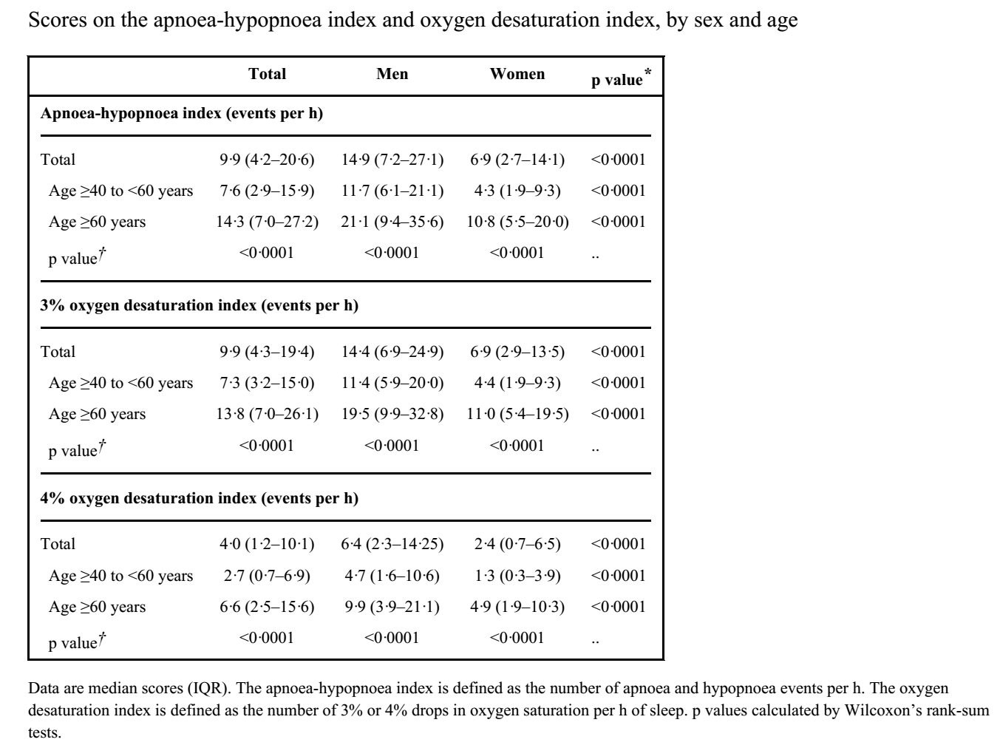 Scores on the apnoea-hypopnoea index and oxygen desaturation index, by sex and age
Total Men Women p value*
Apnoea-hypopnoea index (events per h)
Total 9·9 (4·2–20·6) 14·9 (7·2–27·1) 6·9 (2·7–14·1) <0·0001
Age ≥40 to <60 years 7·6 (2·9–15·9) 11·7 (6·1–21·1) 4·3 (1·9–9·3) <0·0001
Age ≥60 years 14·3 (7·0–27·2) 21·1 (9·4–35·6) 10·8 (5·5–20·0) <0·0001
p value† <0·0001 <0·0001 <0·0001 ..
3% oxygen desaturation index (events per h)
Total 9·9 (4·3–19·4) 14·4 (6·9–24·9) 6·9 (2·9–13·5) <0·0001
Age ≥40 to <60 years 7·3 (3·2–15·0) 11·4 (5·9–20·0) 4·4 (1·9–9·3) <0·0001
Age ≥60 years 13·8 (7·0–26·1) 19·5 (9·9–32·8) 11·0 (5·4–19·5) <0·0001
p value† <0·0001 <0·0001 <0·0001 ..
4% oxygen desaturation index (events per h)
Total 4·0 (1·2–10·1) 6·4 (2·3–14·25) 2·4 (0·7–6·5) <0·0001
Age ≥40 to <60 years 2·7 (0·7–6·9) 4·7 (1·6–10·6) 1·3 (0·3–3·9) <0·0001
Age ≥60 years 6·6 (2·5–15·6) 9·9 (3·9–21·1) 4·9 (1·9–10·3) <0·0001
p value† <0·0001 <0·0001 <0·0001 ..
Data are median scores (IQR). The apnoea-hypopnoea index is defined as the number of apnoea and hypopnoea events per h. The oxygen
desaturation index is defined as the number of 3% or 4% drops in oxygen saturation per h of sleep. p values calculated by Wilcoxon’s rank-sum
tests.